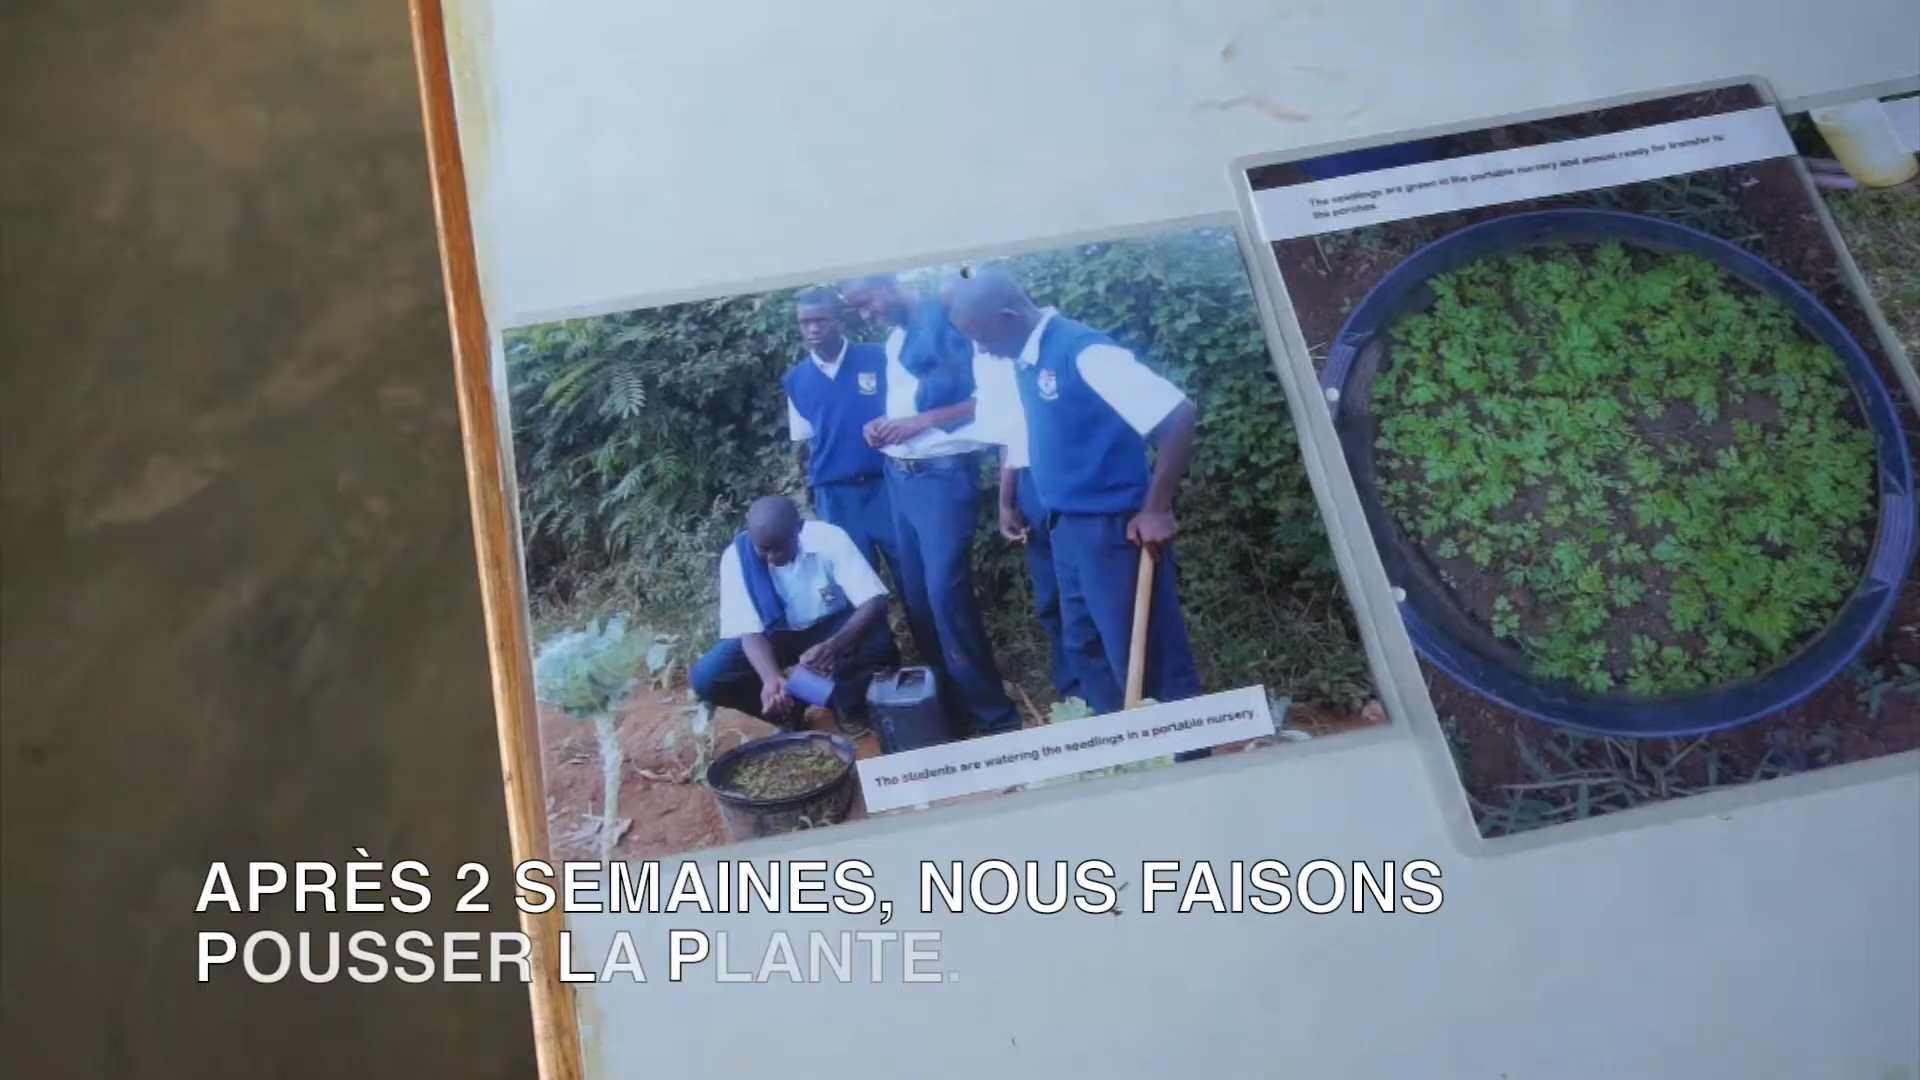 The seedlings are grown in the portable nursery and almost ready for transfer to
the porches.
The students are watering the seedlings in a portable nursery
APRÈS 2 SEMAINES, NOUS FAISONS
POUSSER LA PLANTE.